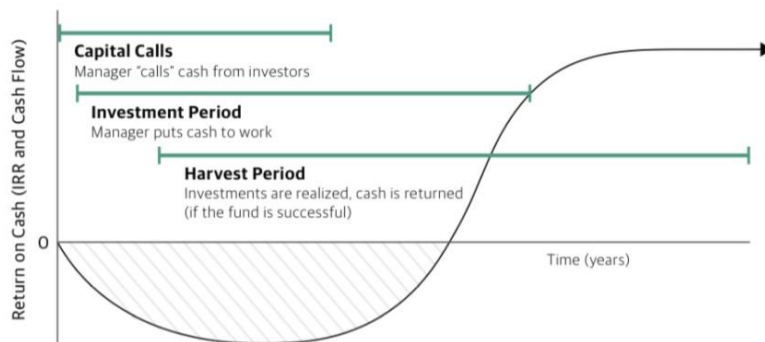 Return on Cash (IRR and Cash Flow)
Capital Calls
Manager "calls" cash from investors
Investment Period
Manager puts cash to work
Harvest Period
Investments are realized, cash is returned
(if the fund is successful)
0
Time (years)